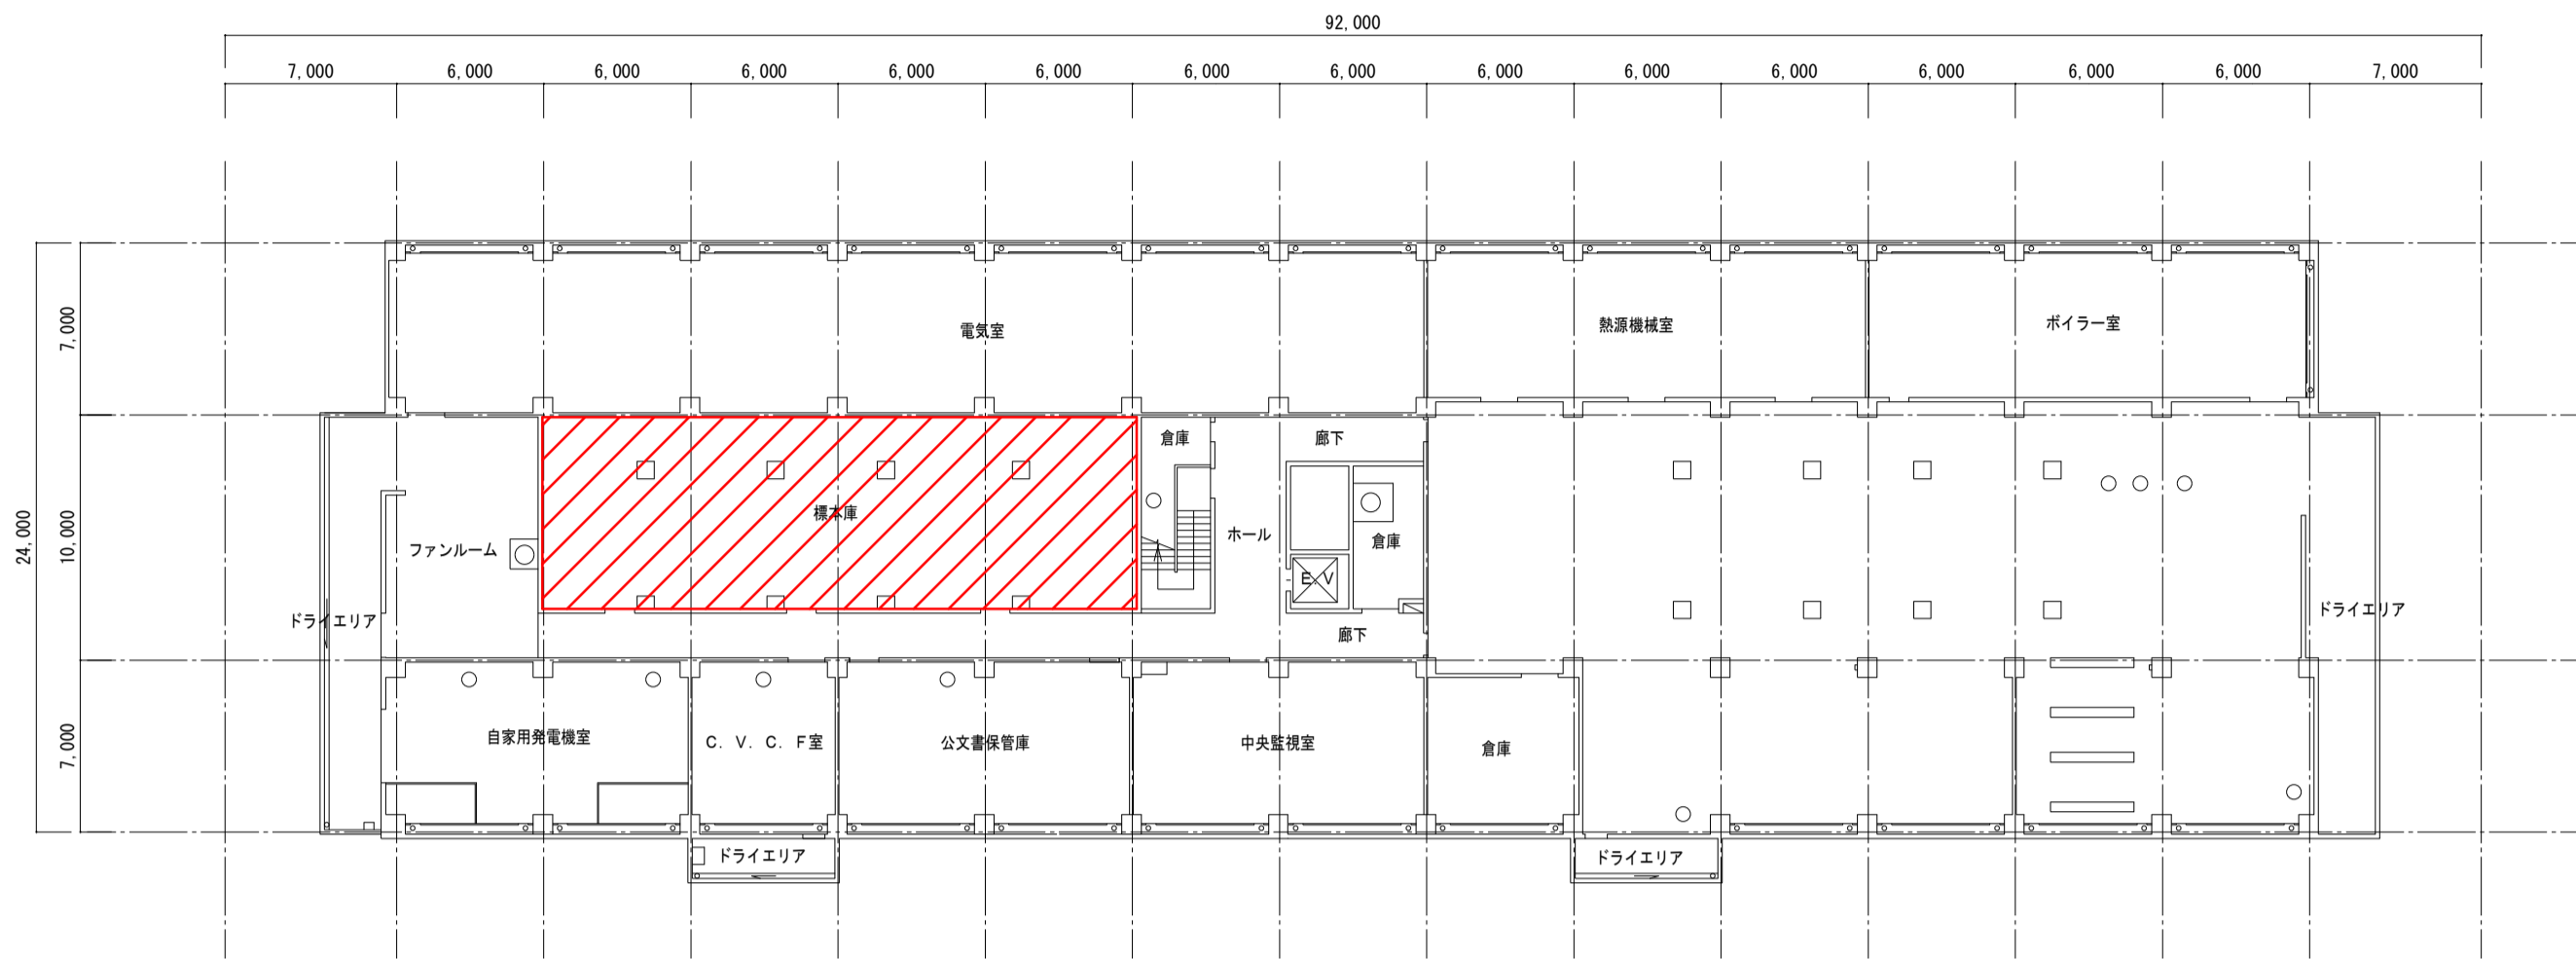 92,000
7,000
6,000
6,000
6,000
6,000
6,000
6,000
6,000
6,000
6,000
6,000
6,000
6,000
6,000
7,000
24,000
7,000
10,000
7,000
電気室
熱源機械室
ボイラー室
倉庫
廊下
標本庫
ホール
倉庫
ファンルーム
E.V
ドライエリア
ドライエリア
廊下
自家用発電機室
C. V. C. F室
公文書保管庫
中央監視室
倉庫
ドライエリア
ドライエリア